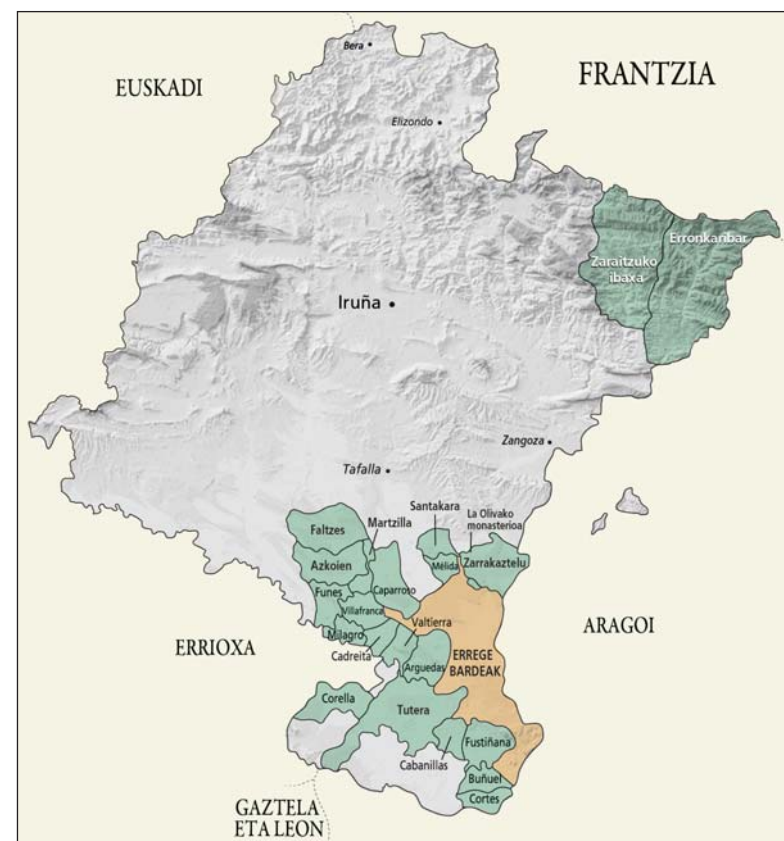 Bera
EUSKADI
FRANTZIA
Elizondo
Erronkaribar
Zaraitzuko
ibaxa
Iruña
Zangoza
Tafalla
Santakara
La Olivako
monasterioa
Martzilla
Faltzes
Azkoien
Mélida
Zarrakaztelu
Funes
Caparroso
Villafranca
Valtierra
Milagro
ERRIOXA
ARAGOI
Cadreita
ERREGE
BARDEAK
Arguedas
Corella
Tutera
Fustiñana
Cabanillas
Buñuel
Cortes
GAZTELA
ETA LEON